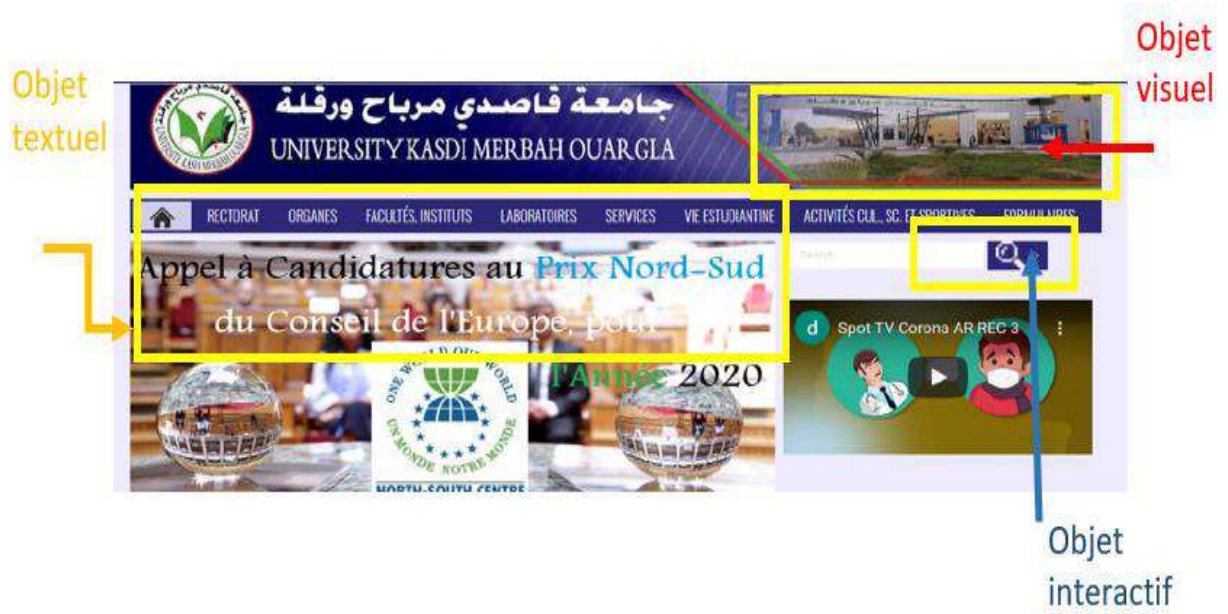 Objet
visuel
Objet
textuel
جامعة قاصدي مرباح ورقلة
UNIVERSITY KASDI MERBAH OUARGLA
RECTORAT ORGANES FACULTÉS, INSTITUTS LABORATOIRES SERVICES VIE ESTUDIANTINE ACTIVITÉS CUL., SC. ET SPORTIVES FORMULAIRES
Appel à Candidatures au Prix Nord-Sud
du Conseil de l'Europe, pour
l'Année 2020
Search
d Spot TV Corona AR REC 3
ONE WORLD OUR WORLD
UN MONDE NOTRE MONDE
NORTH-SOUTH CENTRE
Objet
interactif